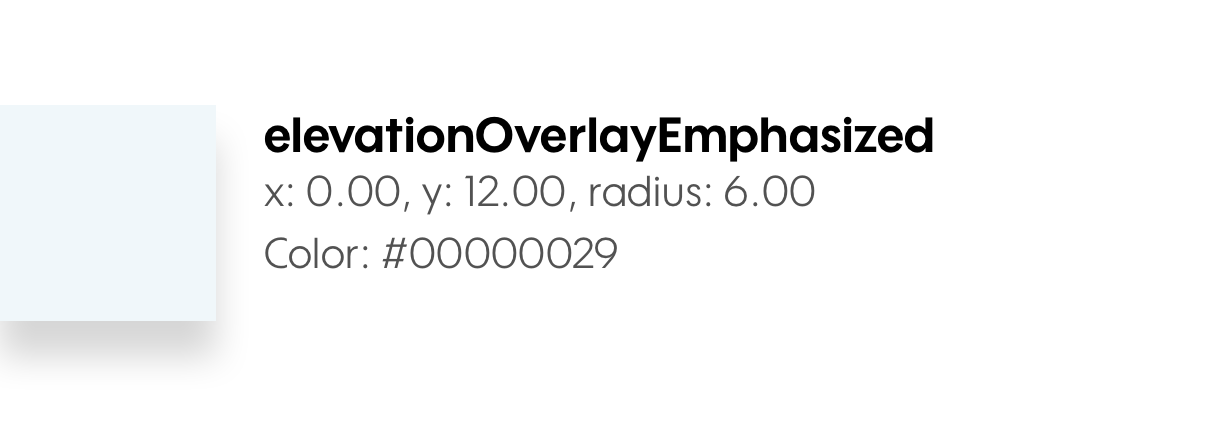 elevationOverlayEmphasized
x: 0.00, y: 12.00, radius: 6.00
Color: #00000029